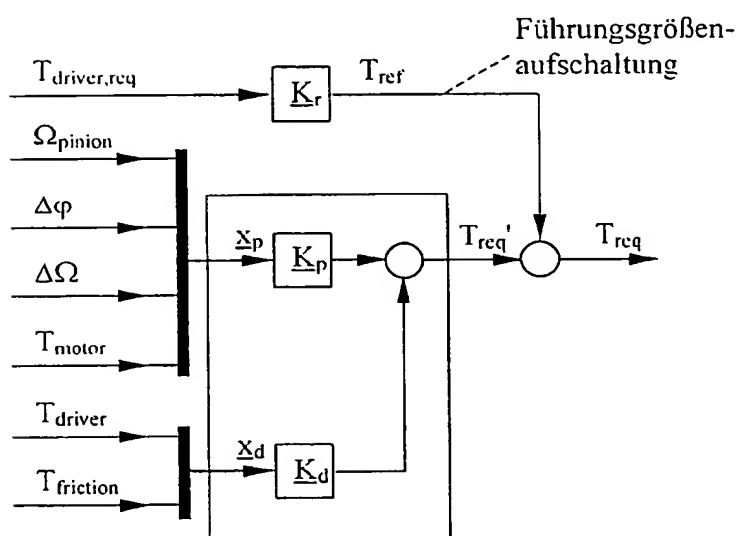 Führungsgrößen-
aufschaltung
T_driver,req
K_r
T_ref
Ω_pinion
Δφ
x_p
K_p
T_req'
T_req
ΔΩ
T_motor
T_driver
x_d
K_d
T_friction